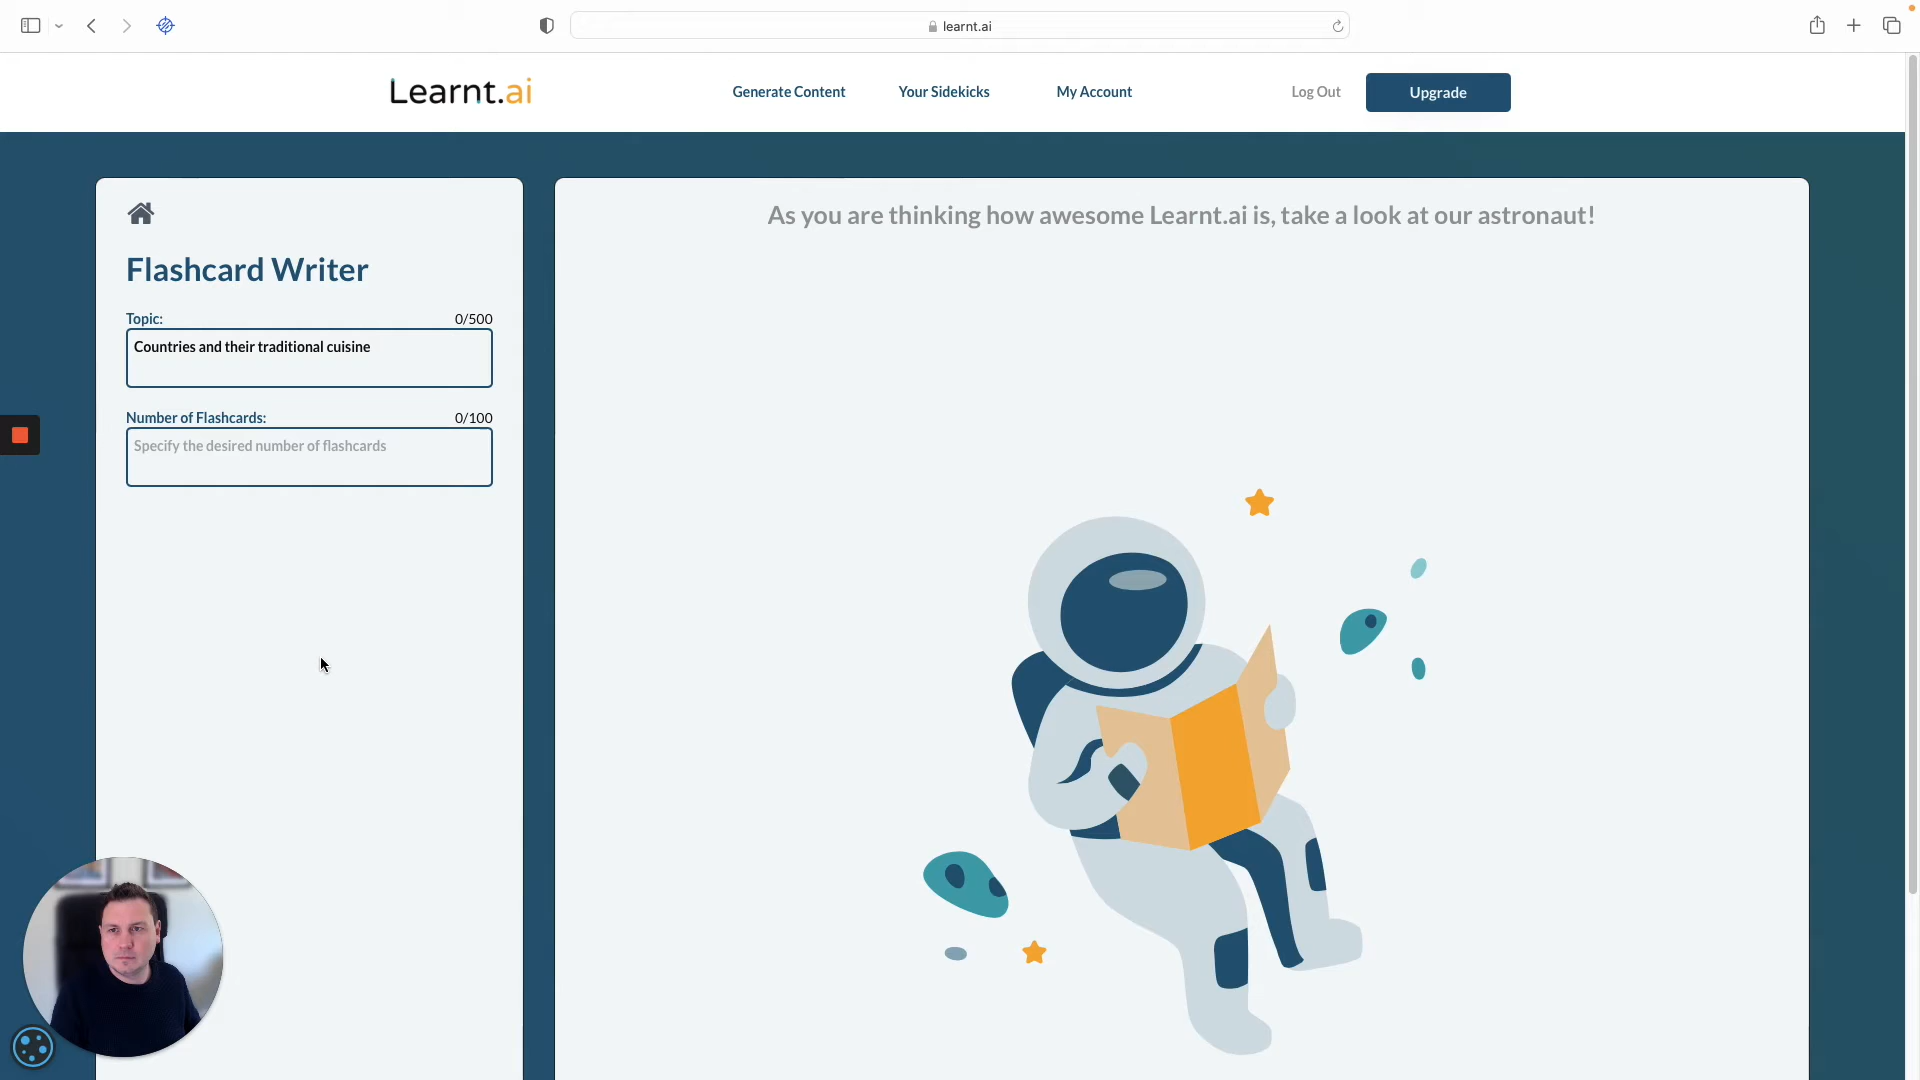 learnt.ai
Learnt.ai
Generate Content
Your Sidekicks
My Account
Log Out
Upgrade
Flashcard Writer
Topic:
0/500
Countries and their traditional cuisine
Number of Flashcards:
0/100
Specify the desired number of flashcards
As you are thinking how awesome Learnt.ai is, take a look at our astronaut!